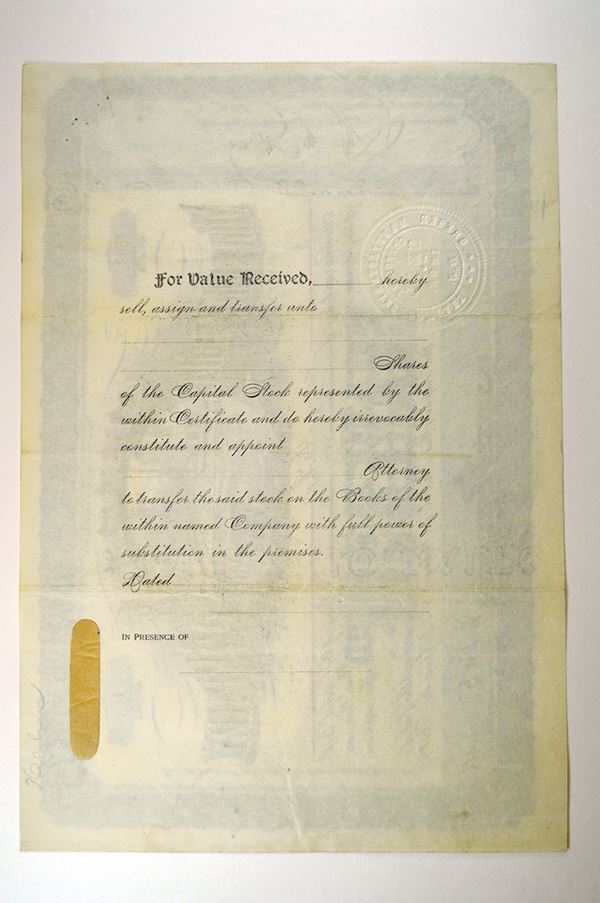 For Value Received, hereby
sell, assign and transfer unto
Shares
of the Capital Stock represented by the
within Certificate and do hereby irrevocably
constitute and appoint
Attorney
to transfer the said stock on the Books of the
within named Company with full power of
substitution in the premises.
Dated
IN PRESENCE OF